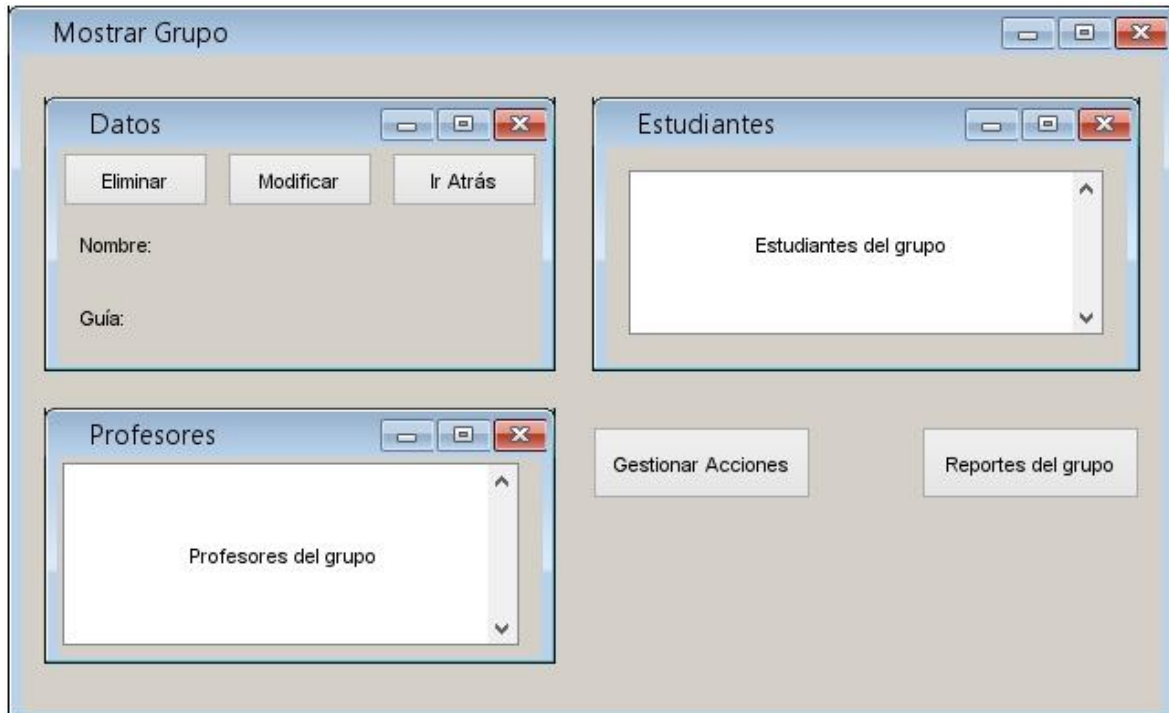 Mostrar Grupo
Datos
Eliminar
Modificar
Ir Atrás
Nombre:
Guía:
Estudiantes
Estudiantes del grupo
Profesores
Profesores del grupo
Gestionar Acciones
Reportes del grupo